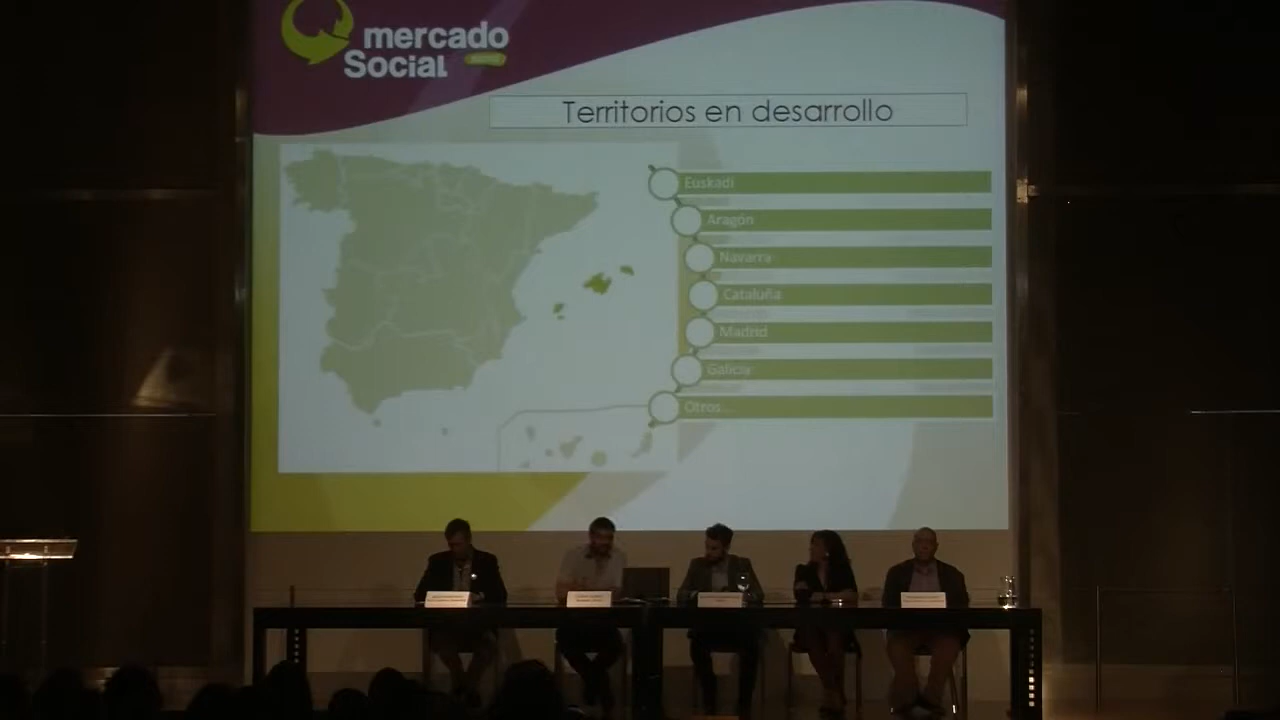 mercado
Social
Territorios en desarrollo
Euskadi
Aragón
Navarra
Cataluña
Madrid
Galicia
Otros...